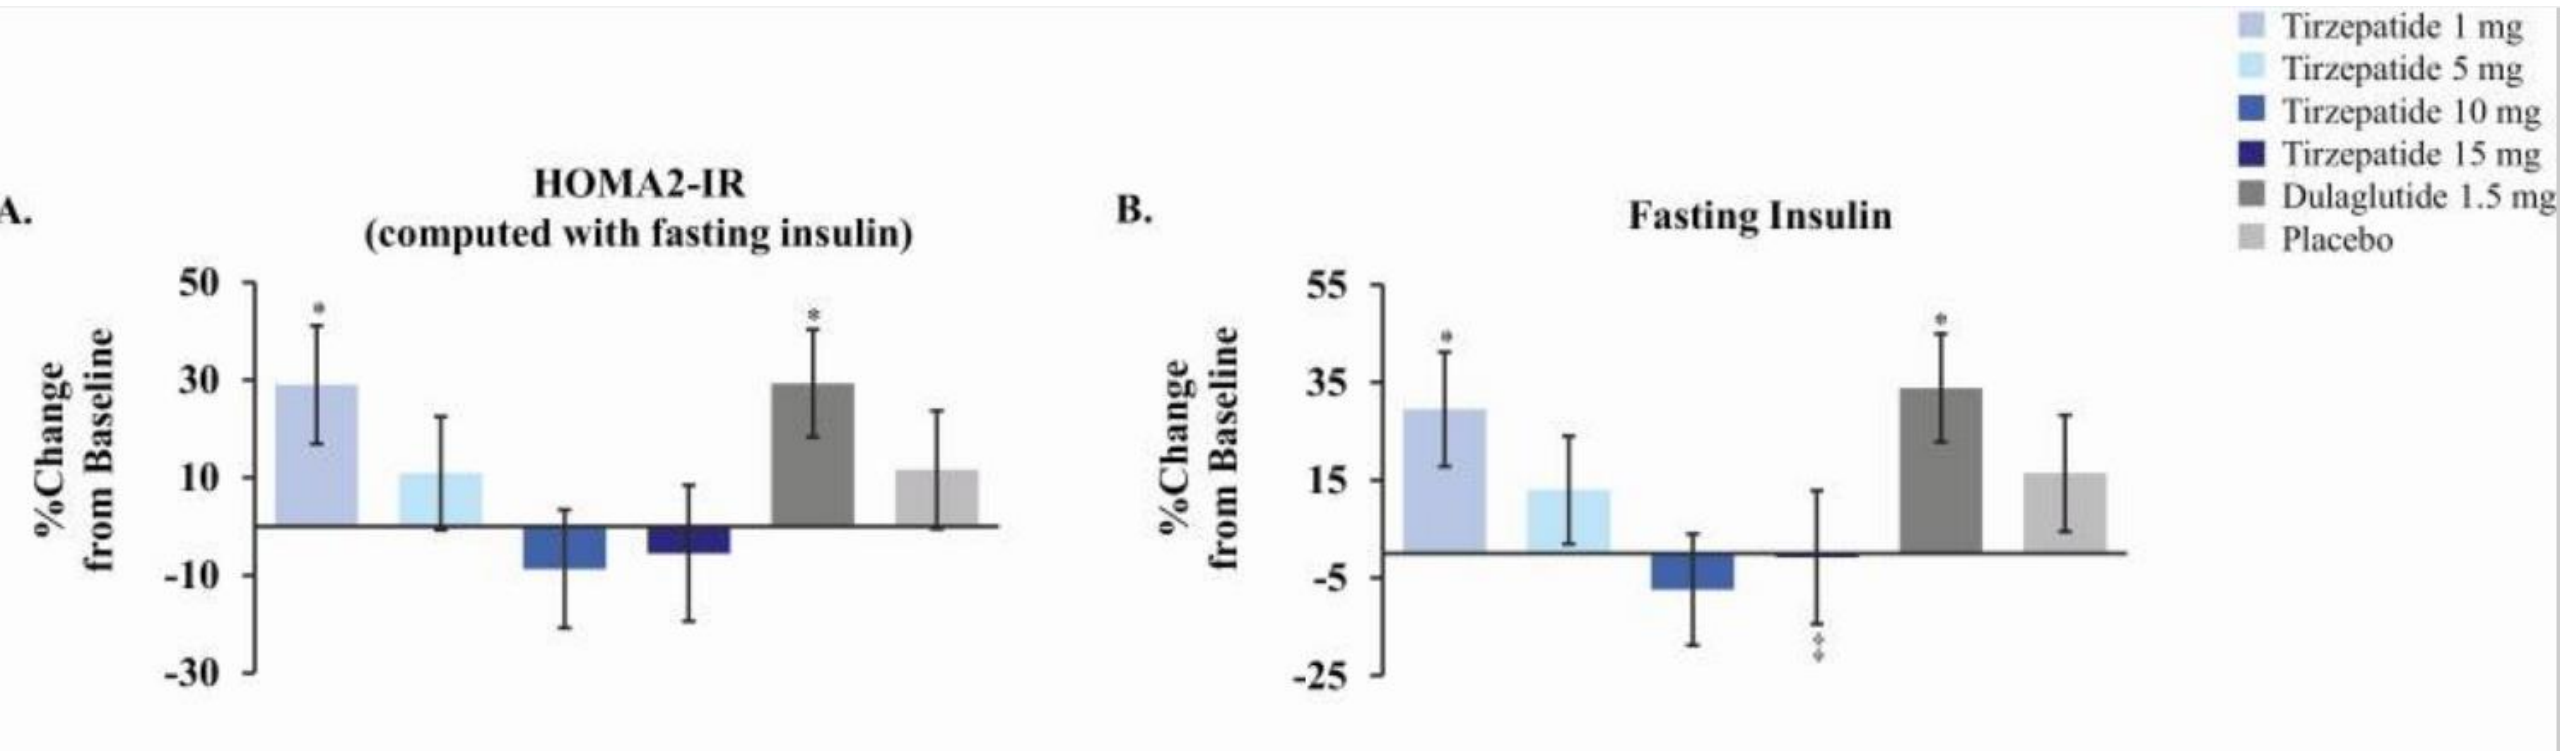 Tirzepatide 1 mg
Tirzepatide 5 mg
Tirzepatide 10 mg
Tirzepatide 15 mg
Dulaglutide 1.5 mg
Placebo
A.
HOMA2-IR
(computed with fasting insulin)
%Change
from Baseline
50
30
10
-10
-30
*
*
B.
Fasting Insulin
%Change
from Baseline
55
35
15
-5
-25
*
*
‡